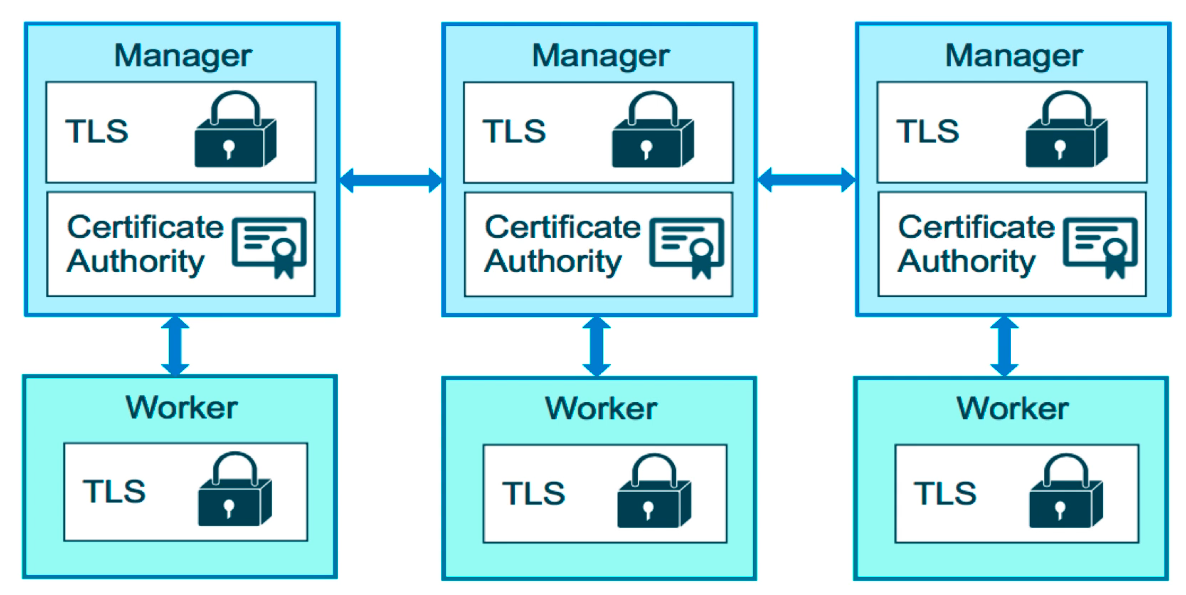 Manager
TLS
Certificate
Authority
Manager
TLS
Certificate
Authority
Manager
TLS
Certificate
Authority
Worker
TLS
Worker
TLS
Worker
TLS